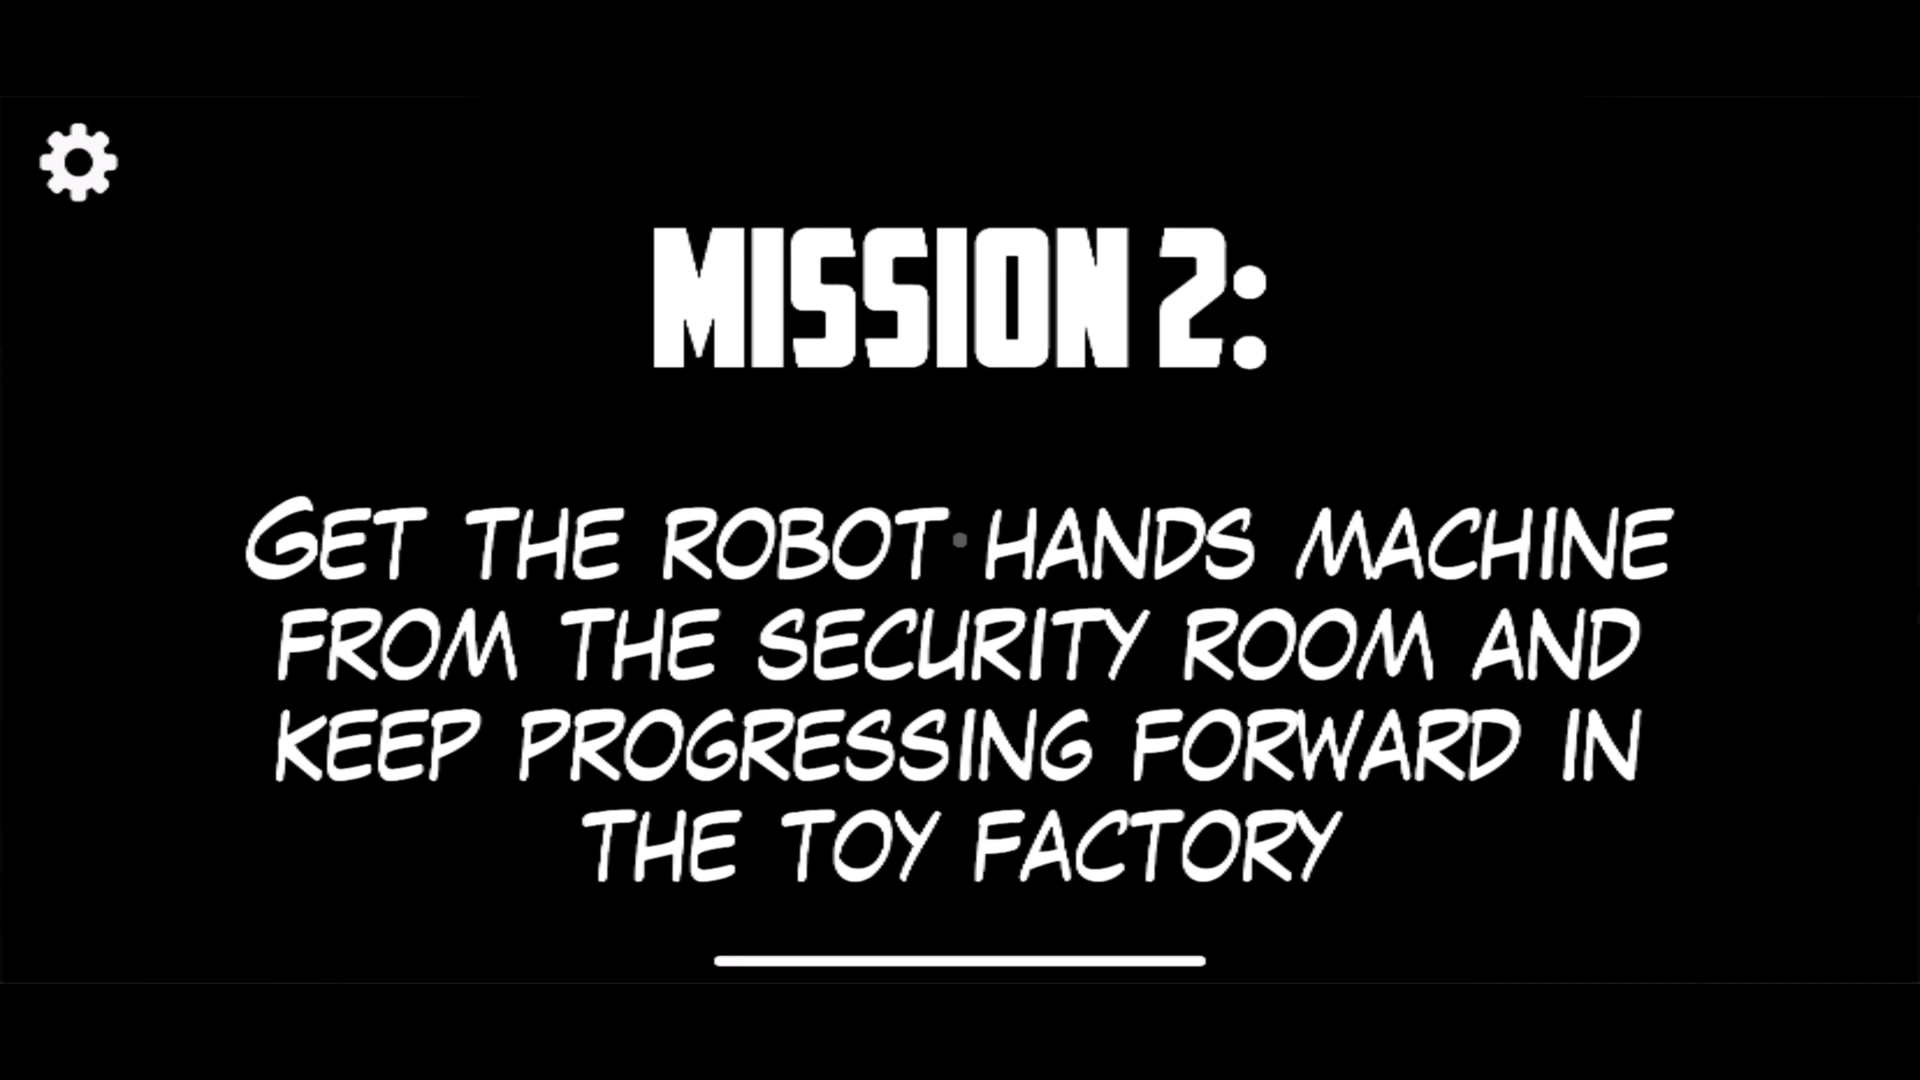 MISSION 2:
GET THE ROBOT HANDS MACHINE
FROM THE SECURITY ROOM AND
KEEP PROGRESSING FORWARD IN
THE TOY FACTORY